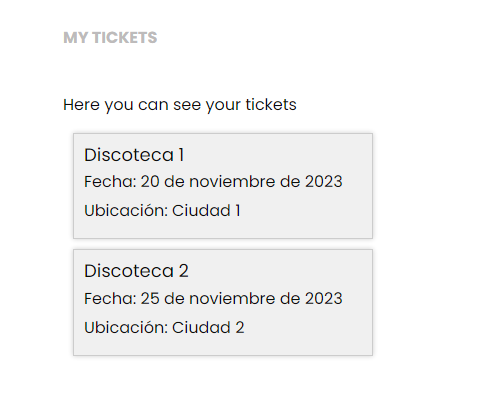 MY TICKETS
Here you can see your tickets
Discoteca 1
Fecha: 20 de noviembre de 2023
Ubicación: Ciudad 1
Discoteca 2
Fecha: 25 de noviembre de 2023
Ubicación: Ciudad 2